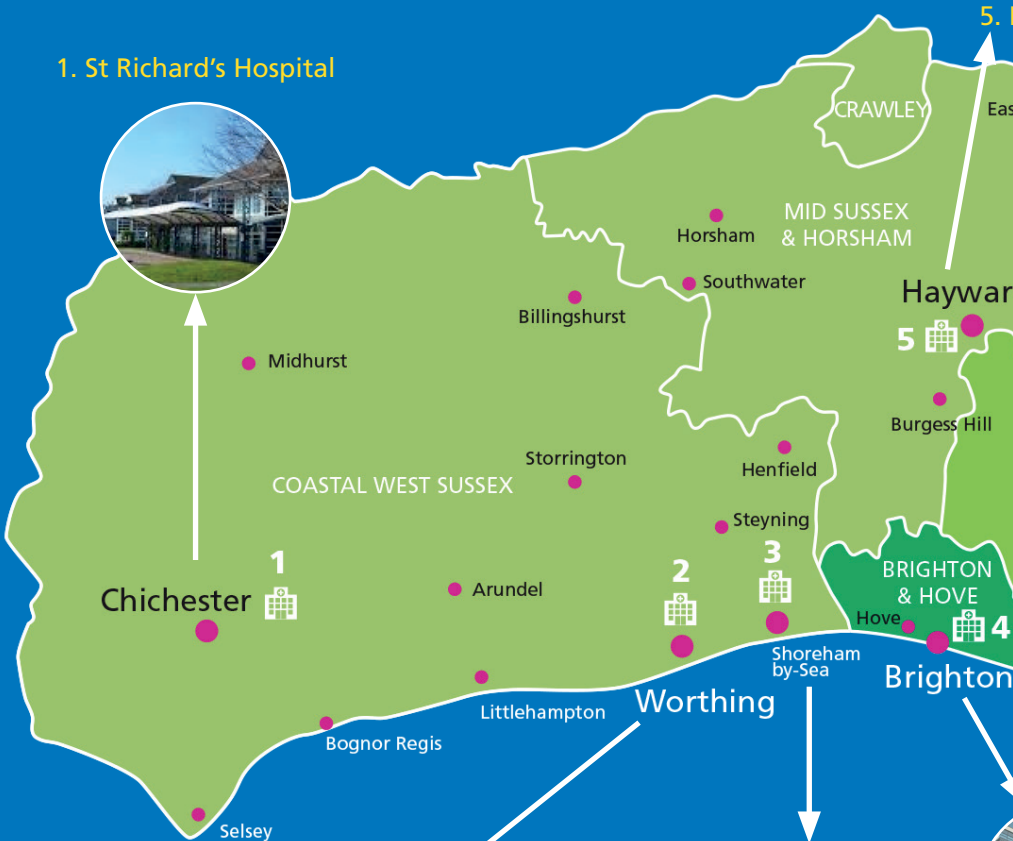 5.
1. St Richard's Hospital
CRAWLEY
MID SUSSEX
& HORSHAM
Horsham
Southwater
Billingshurst
5
Midhurst
Burgess Hill
Storrington
Henfield
COASTAL WEST SUSSEX
Steyning
1
2
3
BRIGHTON
& HOVE
Chichester
Arundel
Hove
4
Shoreham
by-Sea
Brighton
Littlehampton
Worthing
Bognor Regis
Selsey